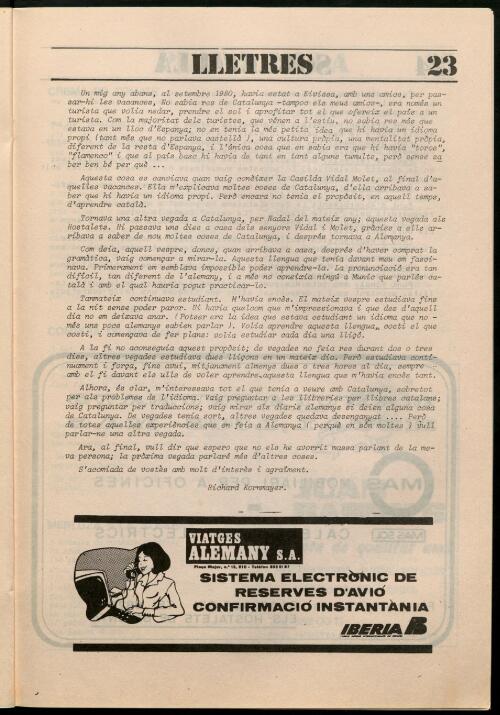 LLETRES 23
Un mig any abans, al setembre 1980, havia estat a Eivissa, amb uns amics, per pas-
sar-hi les vacances. No sabia res de Catalunya -tampoc els meus amics-, era només un
turista que volia nedar, prendre el sol i aprofitar tot el que ofereix el país a un
turista. Com la majoritat dels turistes, que vénen a l'estiu, no sabia res més que
estava en un lloc d'Espanya; no en tenia la més petita idea que hi havia un idioma
propi (tant més que no parlava castellà), una cultura pròpia, una mentalitat pròpia,
diferent de la resta d'Espanya, i l'única cosa que en sabia era que hi havia "toros",
"flamenco" i que al país basc hi havia de tant en tant alguns tumults, però sense sa
ber ben bé per què ...
Aquesta cosa es canviava quan vaig conèixer la Casilda Vidal Molet, al final d'a-
quelles vacances. Ella m'explicava moltes coses de Catalunya, d'ella arribava a sa-
ber que hi havia un idioma propi. Però encara no tenia el propòsit, en aquell temps,
d'aprendre català.
Tornava una altra vegada a Catalunya, per Nadal del mateix any; aquesta vegada als
Hostalets. Hi passava uns dies a casa dels senyors Vidal i Molet, gràcies a ells ar-
ribava a saber de nou moltes coses de Catalunya, i després tornava a Alemanya.
Com deia, aquell vespre, doncs, quan arribava a casa, després d'haver comprat la
gramàtica, vaig començar a mirar-la. Aquesta llengua que tenia davant meu em fasci-
nava. Primerament em semblava impossible poder aprendre-la. La pronunciació era tan
difícil, tan diferent de l'alemany, i a més no coneixia ningú a Munic que parlés ca-
talà i amb el qual hauria pogut practicar-lo.
Tanmateix continuava estudiant. M'havia encès. El mateix vespre estudiava fins
a la nit sense poder parar. Hi havia quelcom que m'impressionava i que des d'aquell
dia no em deixava anar. (Potser era la idea que estava estudiant un idioma que no-
més uns pocs alemanys sabien parlar ). Volia aprendre aquesta llengua, costi el que
costi, i començava de fer plans: volia estudiar cada dia una lliçó.
A la fi no aconseguia aquest propòsit; de vegades no feia res durant dos o tres
dies, altres vegades estudiava dues lliçons en un mateix dia. Però estudiava conti-
nuament i força, fins avui, mitjanament almenys dues o tres hores al dia, sempre
amb el fi davant els ulls de voler aprendre aquesta llengua que m'havia encès tant.
Alhora, és clar, m'interessava tot el que tenia a veure amb Catalunya, sobretot
per als problemes de l'idioma. Vaig preguntar a les llibreries per llibres catalans;
vaig preguntar per traduccions; vaig mirar als diaris alemanys si deien alguna cosa
de Catalunya. De vegades tenia sort, altres vegades quedava desenganyat .... Però
de totes aquelles experiències que en feia a Alemanya ( perquè en són moltes ) vull
parlar-ne una altra vegada.
Ara, al final, vull dir que espero que no els he avorrit massa parlant de la me-
va persona; la pròxima vegada parlaré més d'altres coses.
S'acomiada de vostès amb molt d'interès i agraïment.
Richard Kornmayer.
VIATGES
ALEMANY S.A.
SISTEMA ELECTRÒNIC DE
RESERVES D'AVIÓ
CONFIRMACIÓ INSTANTÀNIA
IBERIA